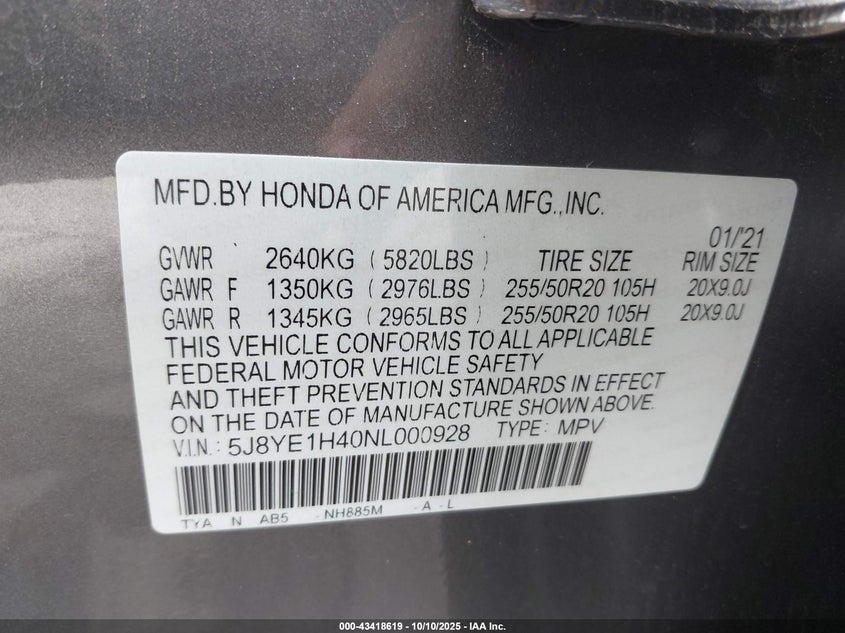 MFD.BY HONDA OF AMERICA MFG.,INC.
01/'21
GVWR 2640KG (5820LBS) TIRE SIZE RIM SIZE
GAWR F 1350KG (2976LBS) 255/50R20 105H 20X9.0J
GAWR R 1345KG (2965LBS) 255/50R20 105H 20X9.0J
THIS VEHICLE CONFORMS TO ALL APPLICABLE
FEDERAL MOTOR VEHICLE SAFETY
AND THEFT PREVENTION STANDARDS IN EFFECT
ON THE DATE OF MANUFACTURE SHOWN ABOVE.
V.I.N.: 5J8YE1H40NL000928 TYPE: MPV
TYA N AB5 -NH885M -A-L
000-43418619 - 10/10/2025 - IAA Inc.